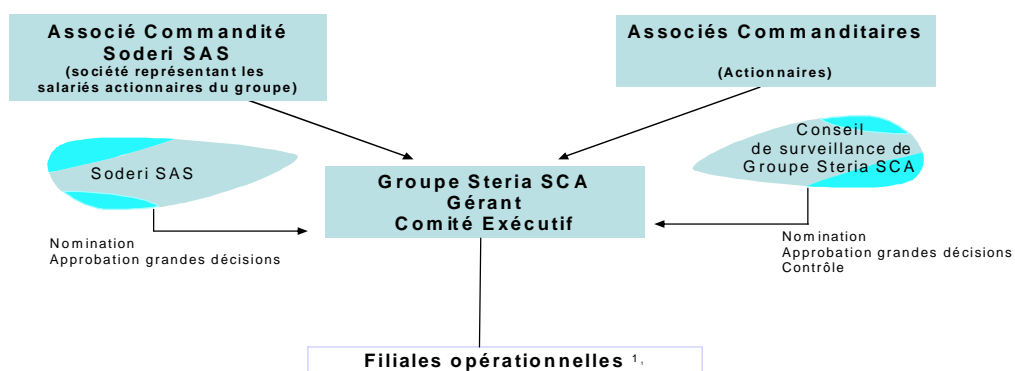 Associé Commandité
Soderi SAS
(société représentant les
salariés actionnaires du groupe)
Associés Commanditaires
(Actionnaires)
Soderi SAS
Conseil
de surveillance de
Groupe Steria SCA
Groupe Steria SCA
Gérant
Comité Exécutif
Nomination
Approbation grandes décisions
Nomination
Approbation grandes décisions
Contrôle
Filiales opérationnelles ¹,